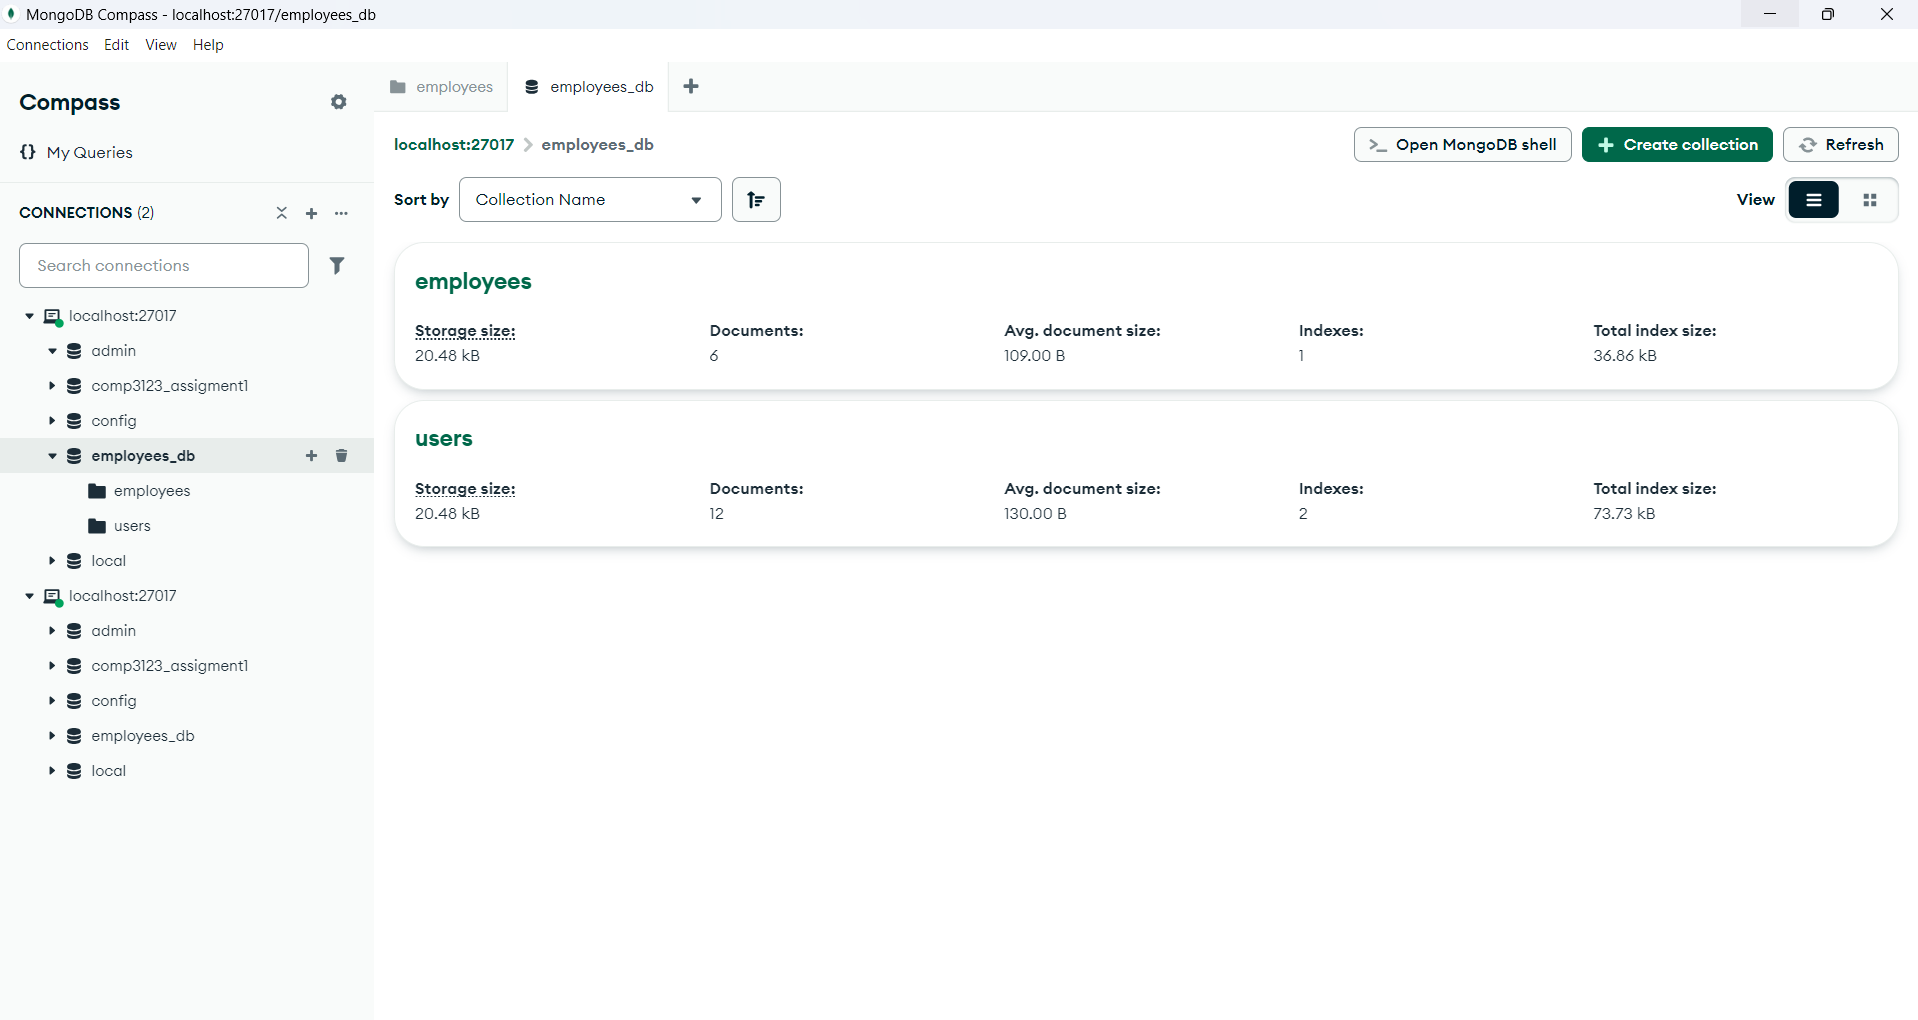 MongoDB Compass - localhost:27017/employees_db
Connections Edit View Help
Compass
{} My Queries
CONNECTIONS (2)
Search connections
localhost:27017
admin
comp3123_assigment1
config
employees_db
employees
users
local
localhost:27017
admin
comp3123_assigment1
config
employees_db
local
employees employees_db
localhost:27017 employees_db
>_ Open MongoDB shell + Create collection Refresh
Sort by Collection Name View
employees
Storage size: Documents: Avg. document size: Indexes: Total index size:
20.48 kB 6 109.00 B 1 36.86 kB
users
Storage size: Documents: Avg. document size: Indexes: Total index size:
20.48 kB 12 130.00 B 2 73.73 kB